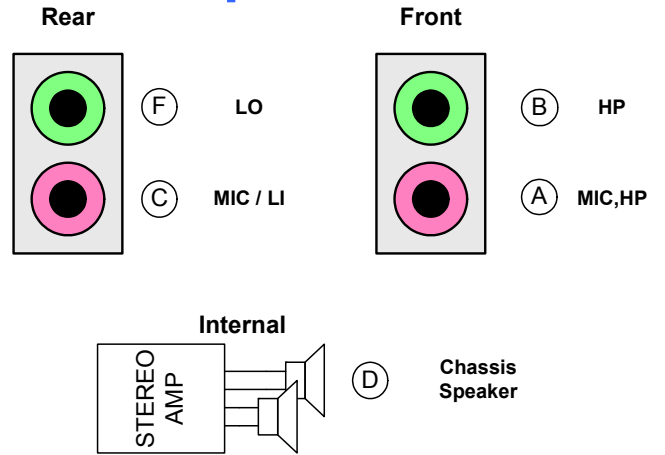 Rear
Front
F
LO
B
HP
C
MIC / LI
A
MIC,HP
Internal
STEREO
AMP
D
Chassis
Speaker